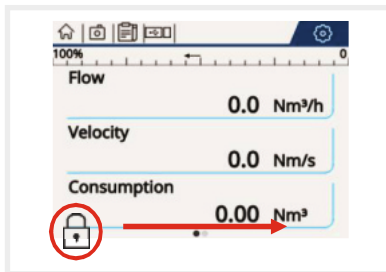 100% 0
Flow
0.0 Nm³/h
Velocity
0.0 Nm/s
Consumption
0.00 Nm³